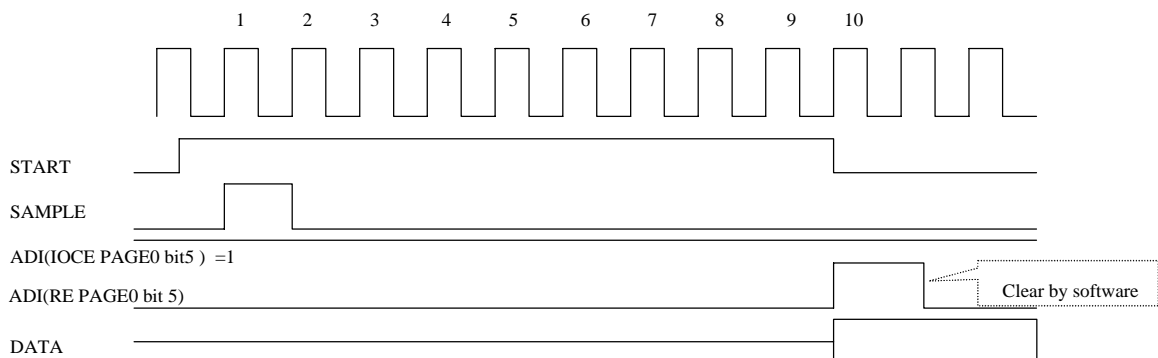 1 2 3 4 5 6 7 8 9 10
START
SAMPLE
ADI(IOCE PAGE0 bit5 ) =1
ADI(RE PAGE0 bit 5)
Clear by software
DATA